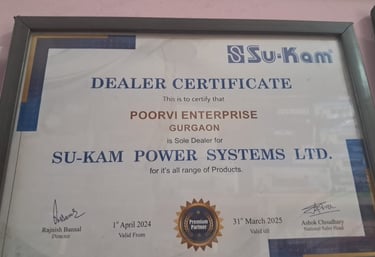 Su-Kam
DEALER CERTIFICATE
This is to certify that
POORVI ENTERPRISE
GURGAON
is Sole Dealer for
SU-KAM POWER SYSTEMS LTD.
for it's all range of Products.
Rajnish Bansal
Director
1st April 2024
Valid From
Premium
Partner
31st March 2025
Valid till
Ashok Choudhary
National Sales Head